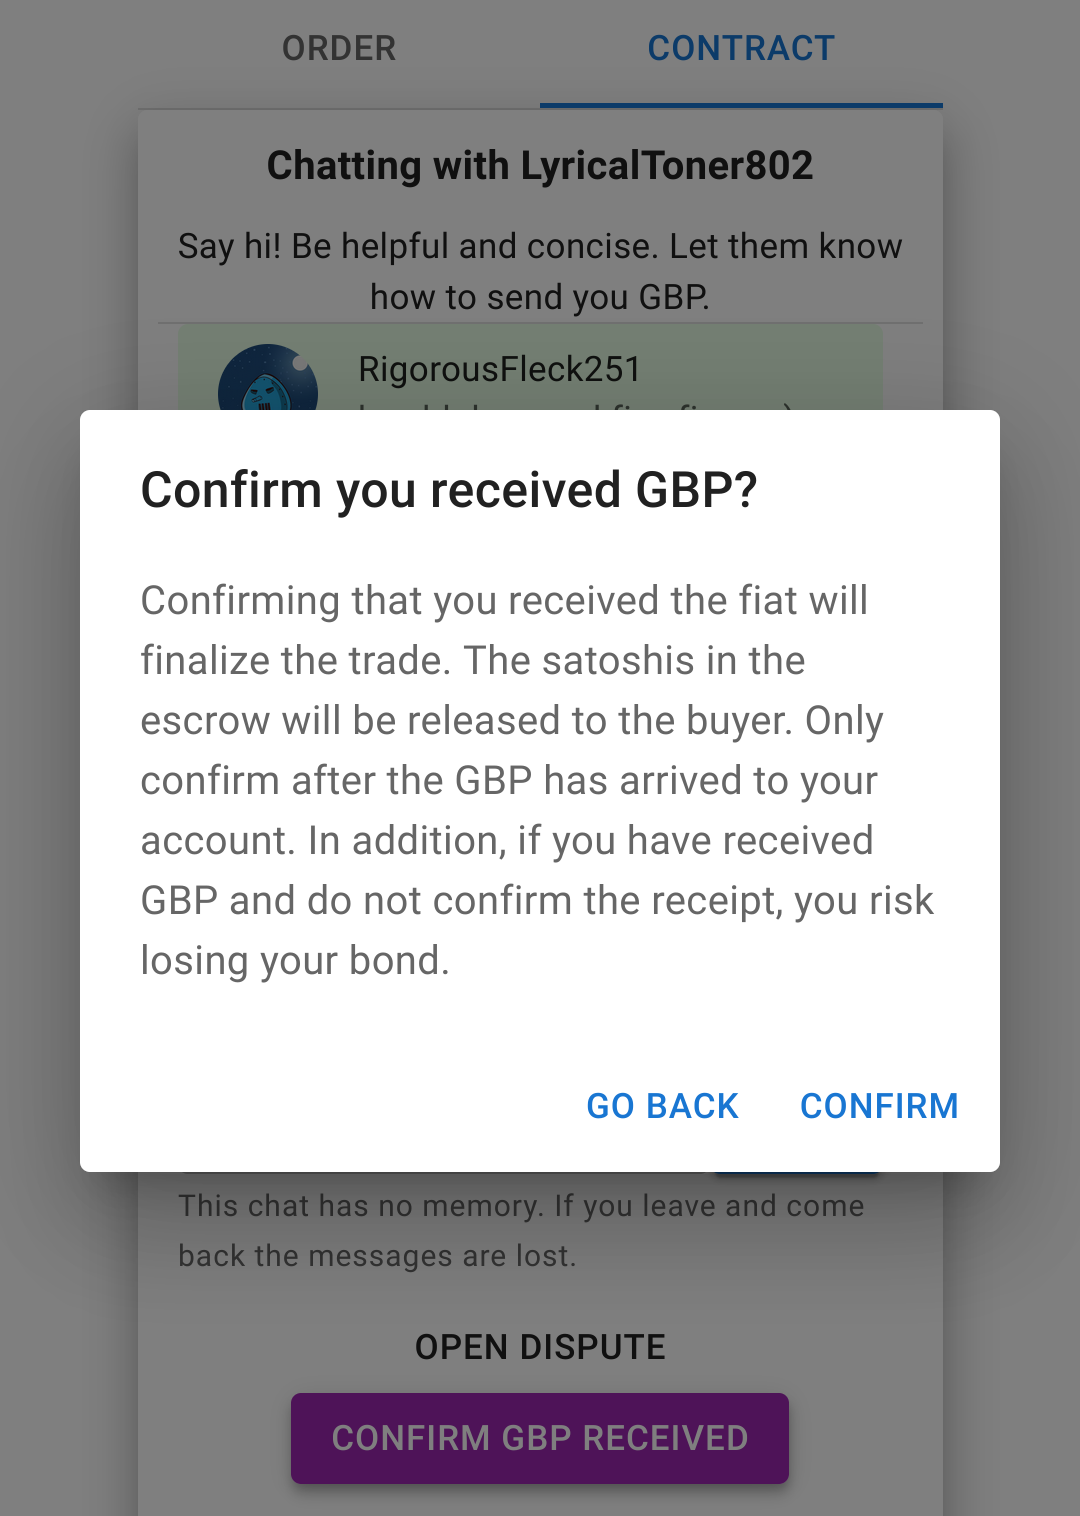 ORDER CONTRACT
Chatting with LyricalToner802
Say hi! Be helpful and concise. Let them know
how to send you GBP.
RigorousFleck251
Confirm you received GBP?
Confirming that you received the fiat will
finalize the trade. The satoshis in the
escrow will be released to the buyer. Only
confirm after the GBP has arrived to your
account. In addition, if you have received
GBP and do not confirm the receipt, you risk
losing your bond.
GO BACK CONFIRM
This chat has no memory. If you leave and come
back the messages are lost.
OPEN DISPUTE
CONFIRM GBP RECEIVED